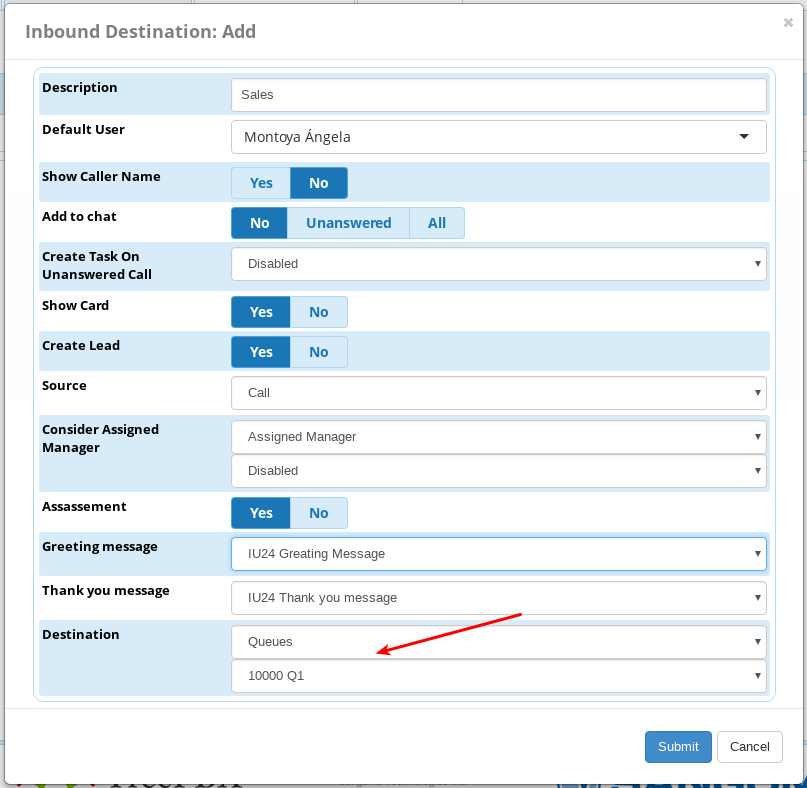 Inbound Destination: Add
×
Description
Sales
Default User
Montoya Ángela
Show Caller Name
Yes No
Add to chat
No Unanswered All
Create Task On
Unanswered Call
Disabled
Show Card
Yes No
Create Lead
Yes No
Source
Call
Consider Assigned
Manager
Assigned Manager
Disabled
Assassement
Yes No
Greeting message
IU24 Greating Message
Thank you message
IU24 Thank you message
Destination
Queues
10000 Q1
Submit Cancel